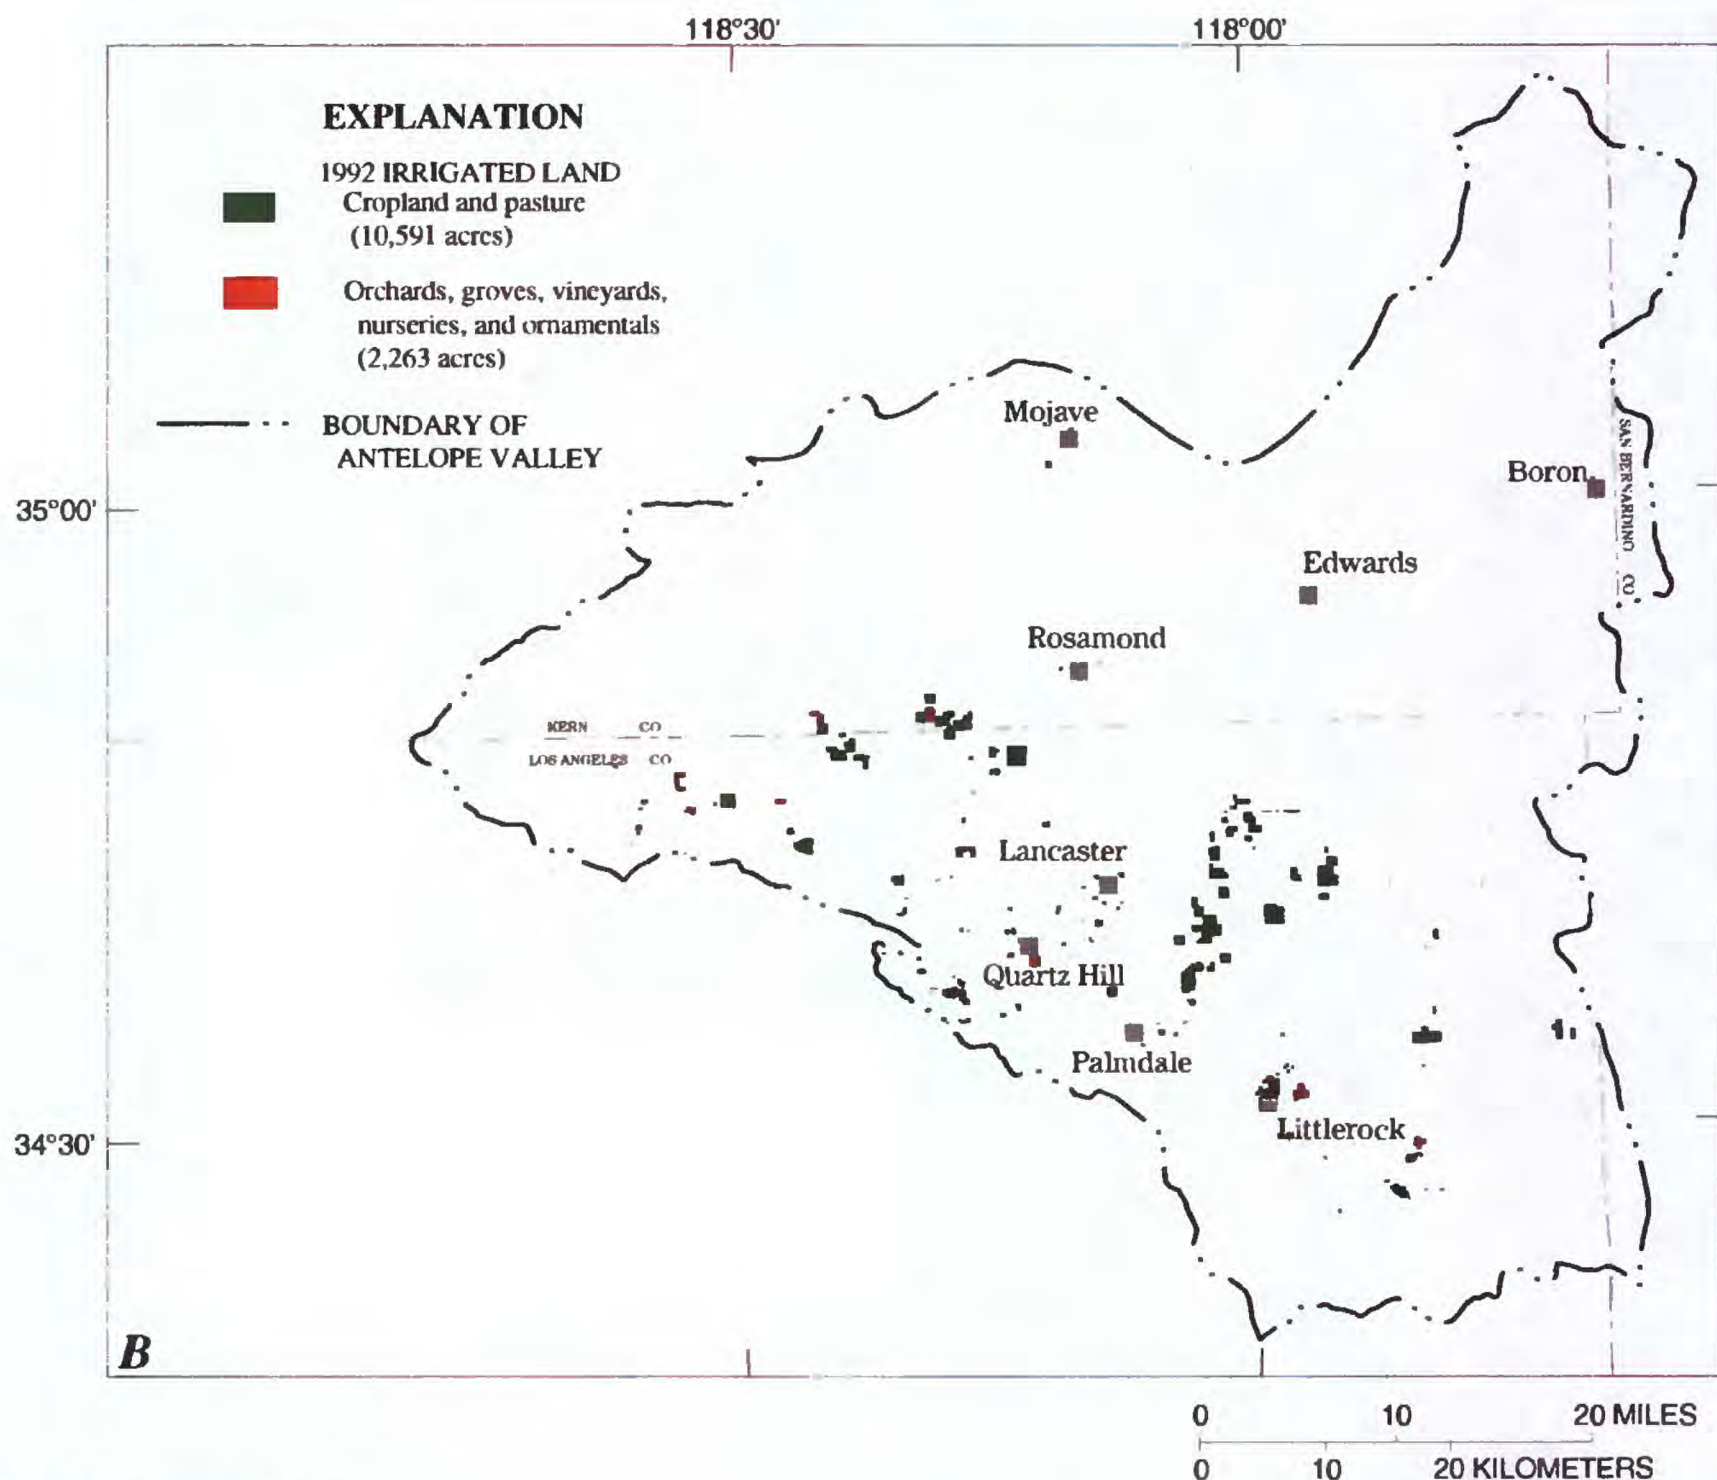 118°30'
118°00'
EXPLANATION
1992 IRRIGATED LAND
Cropland and pasture
(10,591 acres)
Orchards, groves, vineyards,
nurseries, and ornamentals
(2,263 acres)
BOUNDARY OF
ANTELOPE VALLEY
Mojave
Boron
SAN BERNARDINO CO
35°00'
Edwards
Rosamond
KERN CO
LOS ANGELES CO
Lancaster
Quartz Hill
Palmdale
Littlerock
34°30'
B
0 10 20 MILES
0 10 20 KILOMETERS